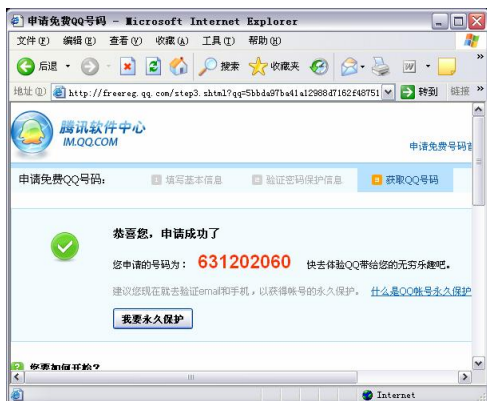 申请免费QQ号码 - Microsoft Internet Explorer
文件(F) 编辑(E) 查看(V) 收藏(A) 工具(T) 帮助(H)
后退 搜索 收藏夹
地址(D) http://freereg.qq.com/step3.shtml?qq=5bbda97ba41a12988d7162f48751 转到 链接
腾讯软件中心
IM.QQ.COM
申请免费号码首
申请免费QQ号码: 1 填写基本信息 2 验证密码保护信息 3 获取QQ号码
恭喜您，申请成功了
您申请的号码为： 631202060 快去体验QQ带给您的无穷乐趣吧。
建议您现在就去验证emal和手机，以获得帐号的永久保护。 什么是QQ帐号永久保护
我要永久保护
您要如何开始?
Internet